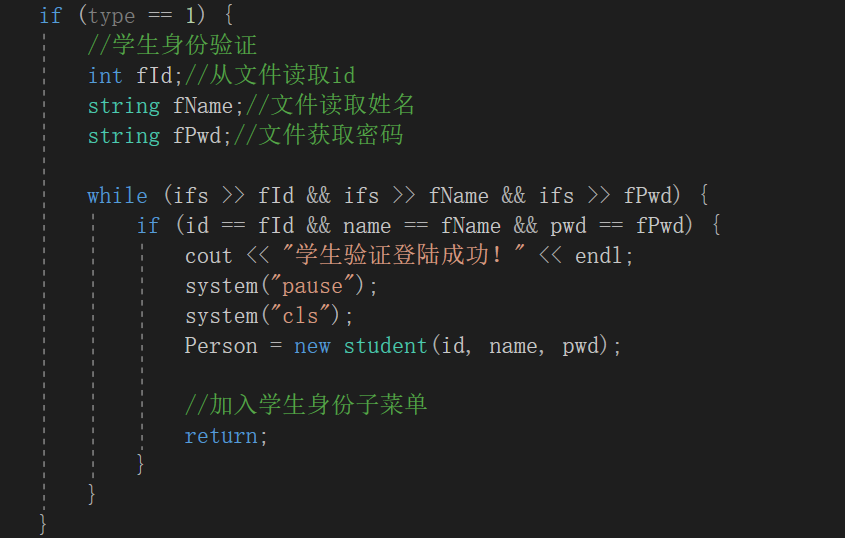 if (type == 1) {
//学生身份验证
int fId;//从文件读取id
string fName;//文件读取姓名
string fPwd;//文件获取密码
while (ifs >> fId && ifs >> fName && ifs >> fPwd) {
if (id == fId && name == fName && pwd == fPwd) {
cout << "学生验证登陆成功！" << endl;
system("pause");
system("cls");
Person = new student(id, name, pwd);
//加入学生身份子菜单
return;
}
}
}